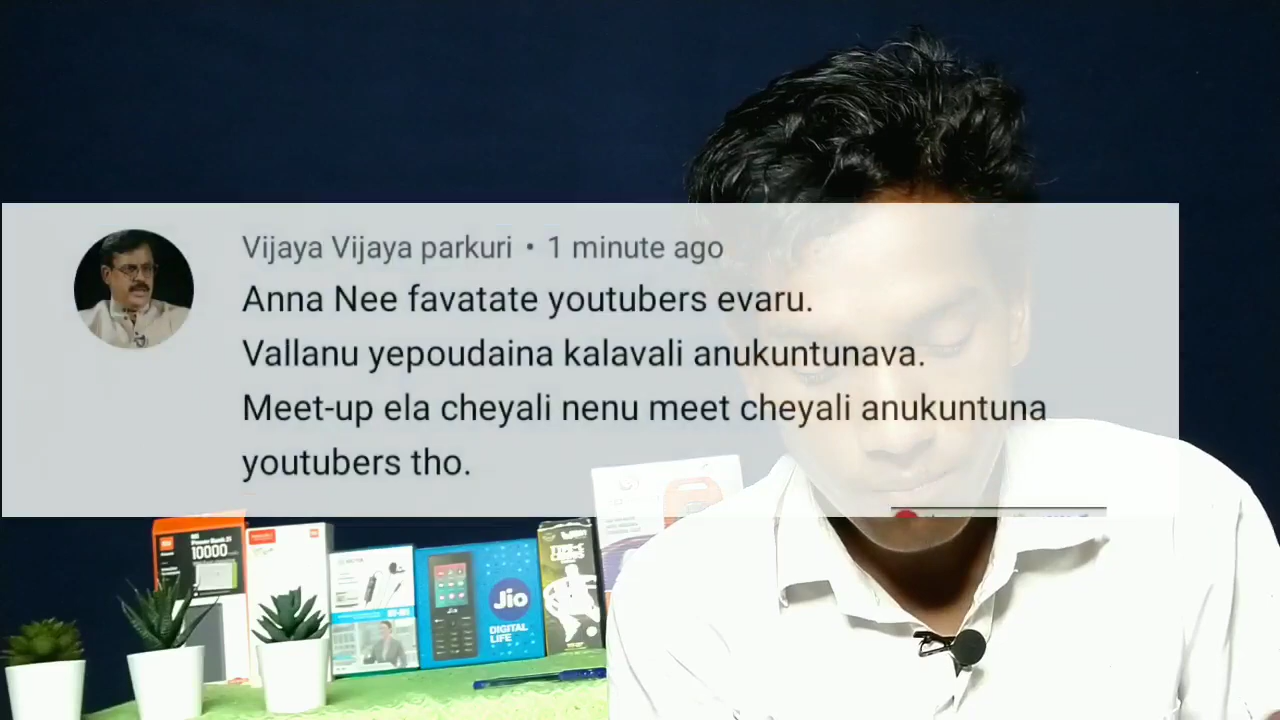 Vijaya Vijaya parkuri • 1 minute ago
Anna Nee favatate youtubers evaru.
Vallanu yepoudaina kalavali anukuntunava.
Meet-up ela cheyali nenu meet cheyali anukuntuna
youtubers tho.
10000
Jio
DIGITAL
LIFE